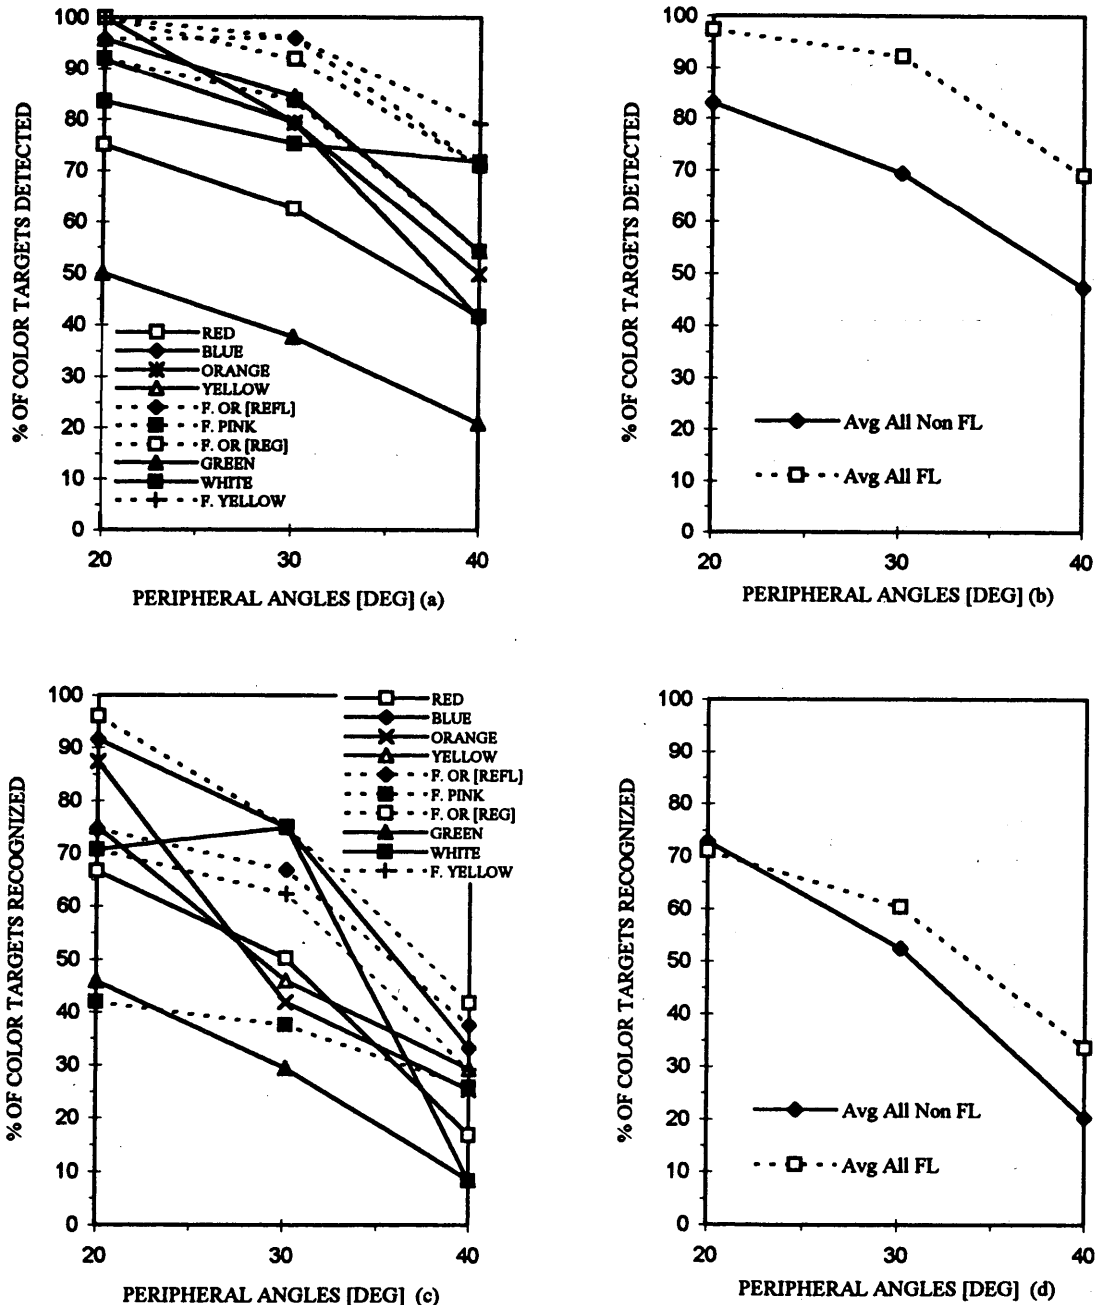 % OF COLOR TARGETS DETECTED
100
90
80
70
60
50
40
30
20
10
0
RED
BLUE
ORANGE
YELLOW
F. OR [REFL]
F. PINK
F. OR [REG]
GREEN
WHITE
F. YELLOW
20 30 40
PERIPHERAL ANGLES [DEG] (a)
% OF COLOR TARGETS DETECTED
100
90
80
70
60
50
40
30
20
10
0
Avg All Non FL
Avg All FL
20 30 40
PERIPHERAL ANGLES [DEG] (b)
% OF COLOR TARGETS RECOGNIZED
100
90
80
70
60
50
40
30
20
10
0
RED
BLUE
ORANGE
YELLOW
F. OR [REFL]
F. PINK
F. OR [REG]
GREEN
WHITE
F. YELLOW
20 30 40
PERIPHERAL ANGLES [DEG] (c)
% OF COLOR TARGETS RECOGNIZED
100
90
80
70
60
50
40
30
20
10
0
Avg All Non FL
Avg All FL
20 30 40
PERIPHERAL ANGLES [DEG] (d)